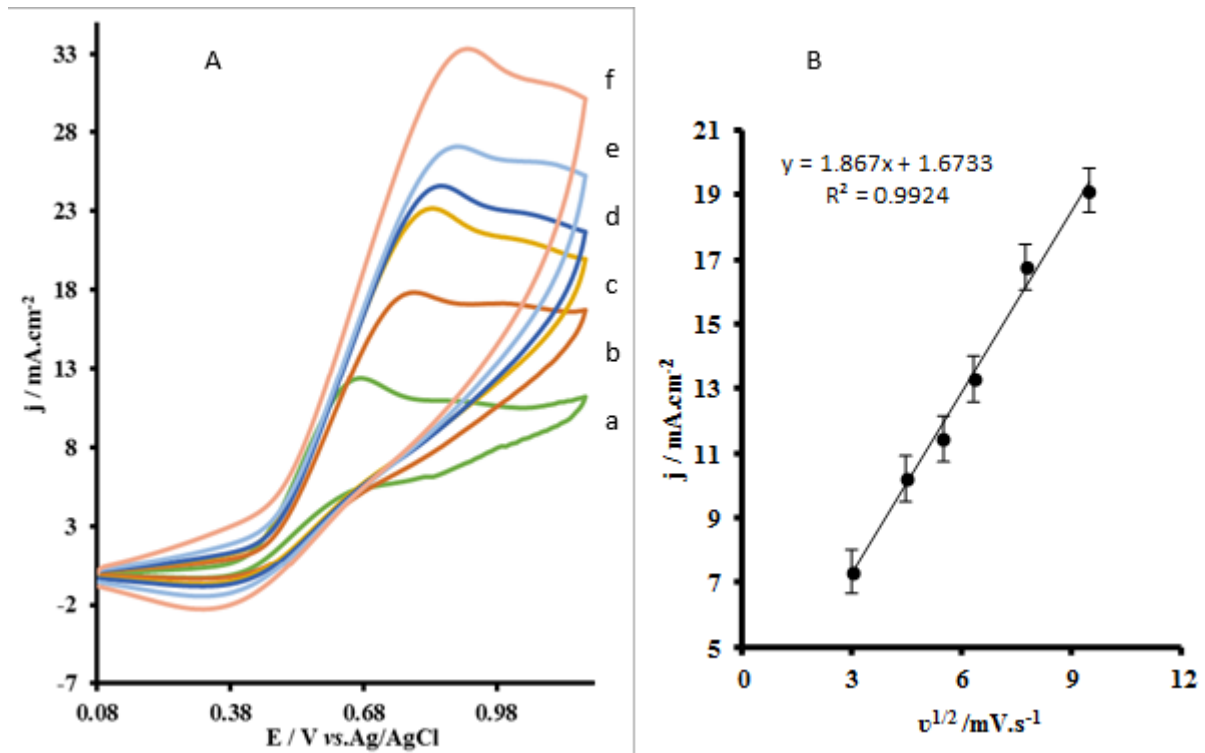 A
33
28
23
18
13
8
3
-2
-7
j / mA.cm-2
0.08 0.38 0.68 0.98
E / V vs.Ag/AgCl
f
e
d
c
b
a
B
21
19
17
15
13
11
9
7
5
j / mA.cm-2
y = 1.867x + 1.6733
R² = 0.9924
0 3 6 9 12
υ1/2 /mV.s-1